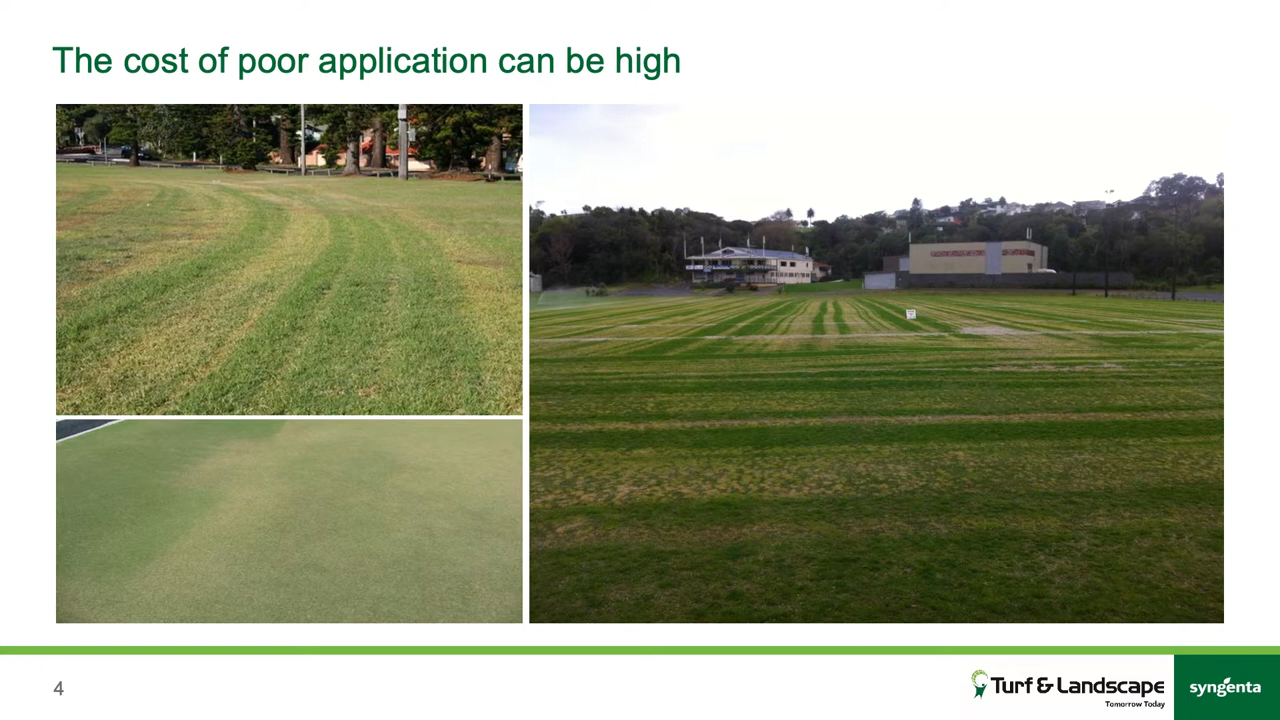 The cost of poor application can be high
4
Turf & Landscape
Tomorrow Today
syngenta